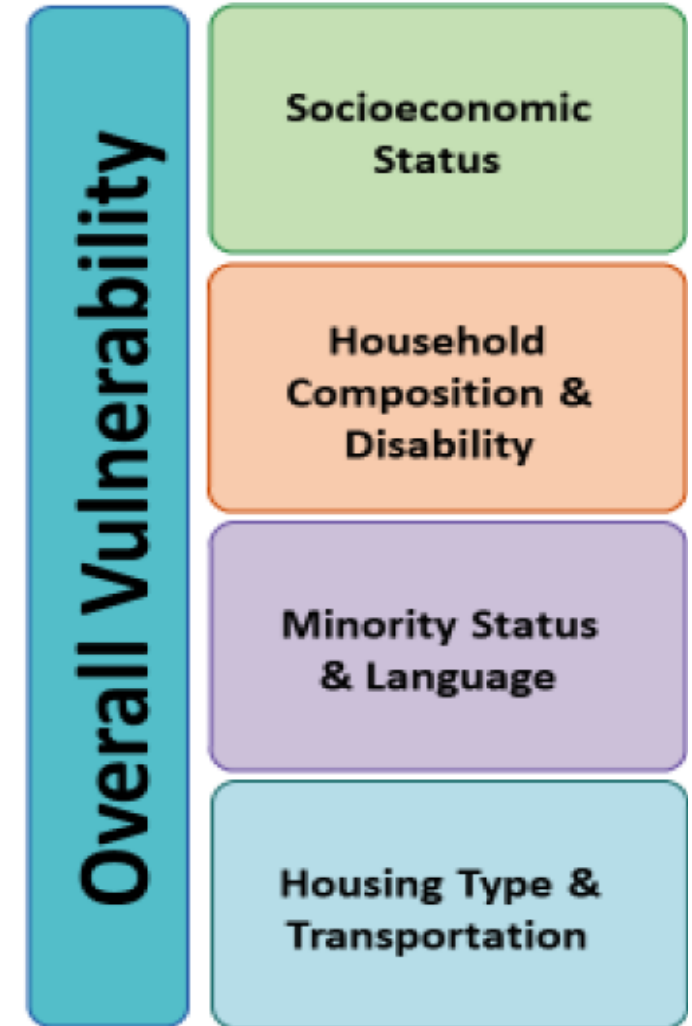 Overall Vulnerability
Socioeconomic
Status
Household
Composition &
Disability
Minority Status
& Language
Housing Type &
Transportation